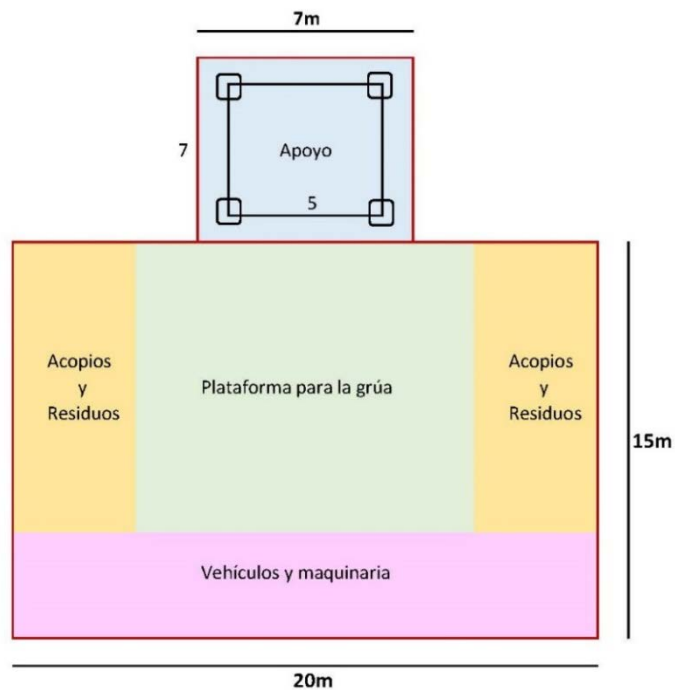 7m
7
Apoyo
5
Acopios
y
Residuos
Plataforma para la grúa
Acopios
y
Residuos
15m
Vehículos y maquinaria
20m